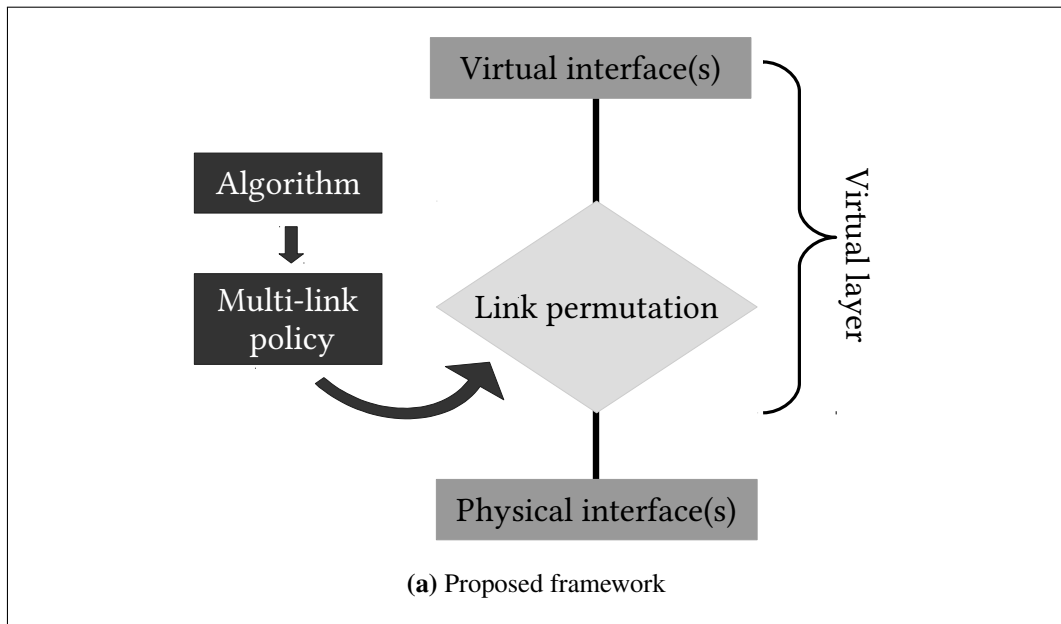 Virtual interface(s)
Algorithm
Multi-link
policy
Link permutation
Virtual layer
Physical interface(s)
(a) Proposed framework